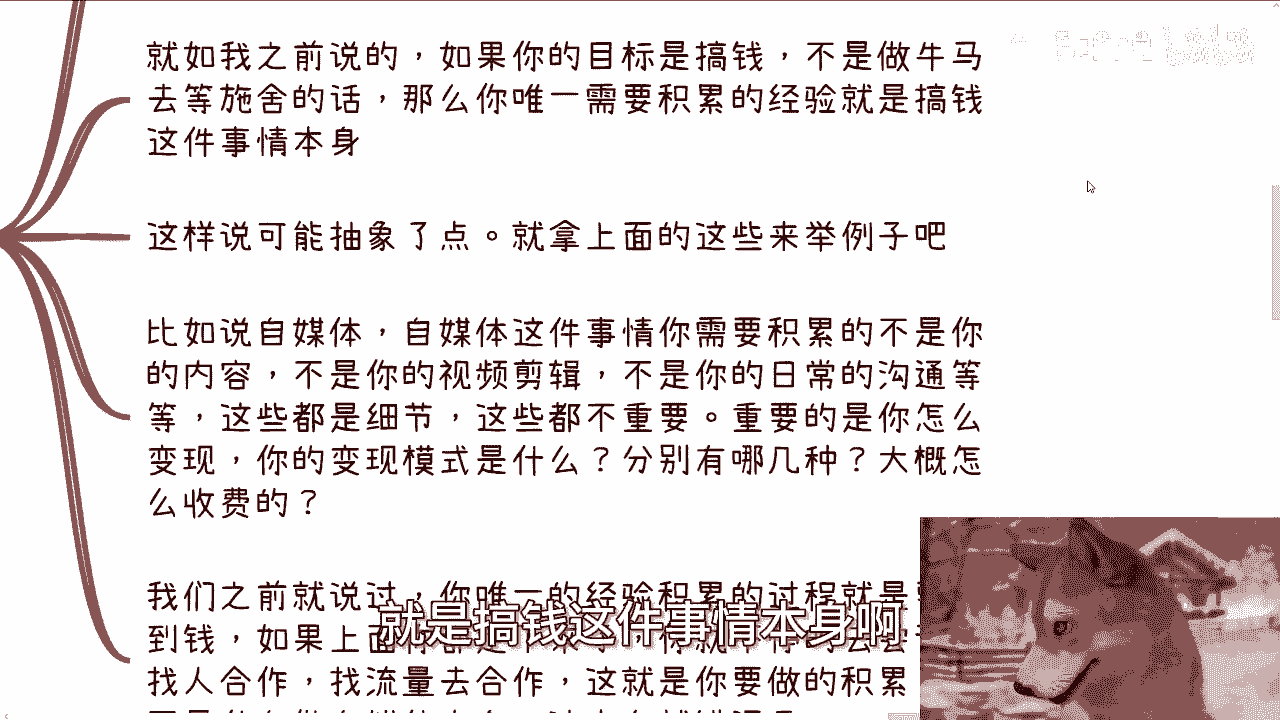 就如我之前说的，如果你的目标是搞钱，不是做牛马
去等施舍的话，那么你唯一需要积累的经验就是搞钱
这件事情本身
这样说可能抽象了点。就拿上面的这些来举例子吧
比如说自媒体，自媒体这件事情你需要积累的不是你
的内容，不是你的视频剪辑，不是你的日常的沟通等
等，这些都是细节，这些都不重要。重要的是你怎么
变现，你的变现模式是什么？分别有哪几种？大概怎
么收费的？
我们之前就说过，你唯一的经验积累的过程就是
到钱，如果上面
就是搞钱这件事情本身啊
找人合作，找流量去合作，这就是你要做的积累